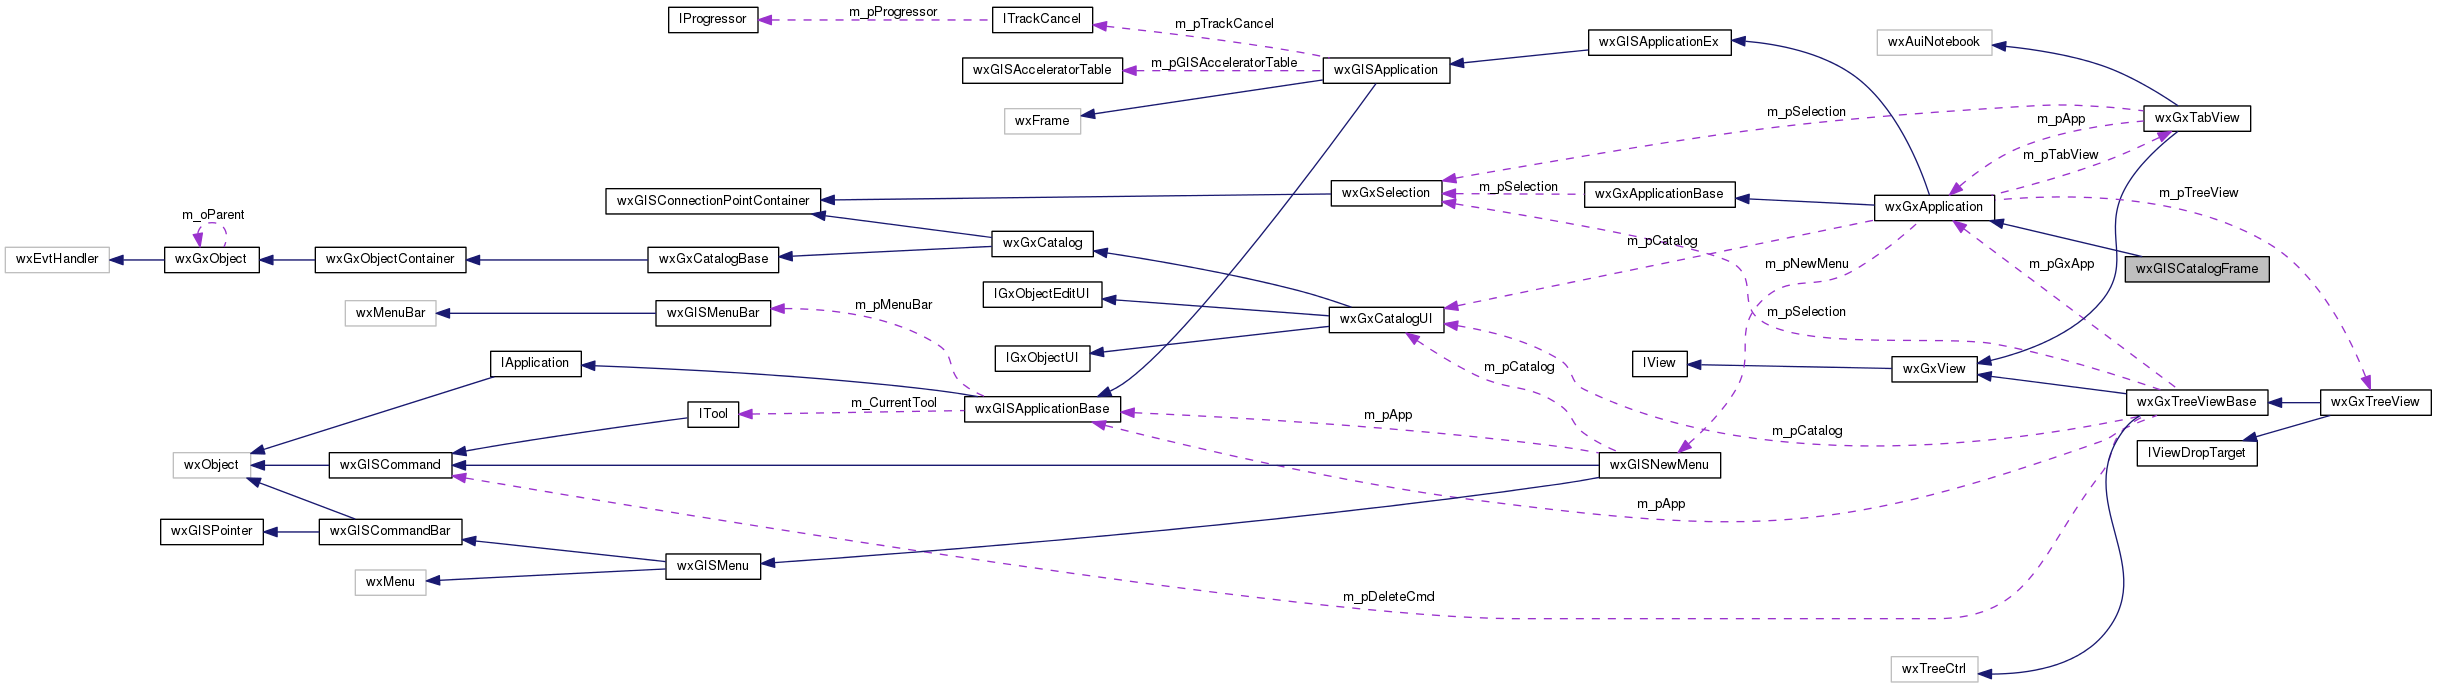 IProgressor
m_pProgressor
ITrackCancel
m_pTrackCancel
wxGISApplicationEx
wxAuiNotebook
wxGISAcceleratorTable
m_pGISAcceleratorTable
wxGISApplication
wxFrame
m_pSelection
m_pApp
wxGxTabView
m_pTabView
m_pTreeView
wxGISConnectionPointContainer
wxGxSelection
m_pSelection
wxGxApplicationBase
wxGxApplication
m_oParent
wxEvtHandler
wxGxObject
wxGxObjectContainer
wxGxCatalogBase
wxGxCatalog
m_pCatalog
m_pNewMenu
m_pGxApp
wxGISCatalogFrame
IGxObjectEditUI
wxMenuBar
wxGISMenuBar
m_pMenuBar
wxGxCatalogUI
m_pSelection
IGxObjectUI
IApplication
m_pCatalog
IView
wxGxView
ITool
m_CurrentTool
wxGISApplicationBase
m_pApp
wxGxTreeViewBase
wxGxTreeView
m_pCatalog
wxObject
wxGISCommand
wxGISNewMenu
IViewDropTarget
m_pApp
wxGISPointer
wxGISCommandBar
wxMenu
wxGISMenu
m_pDeleteCmd
wxTreeCtrl